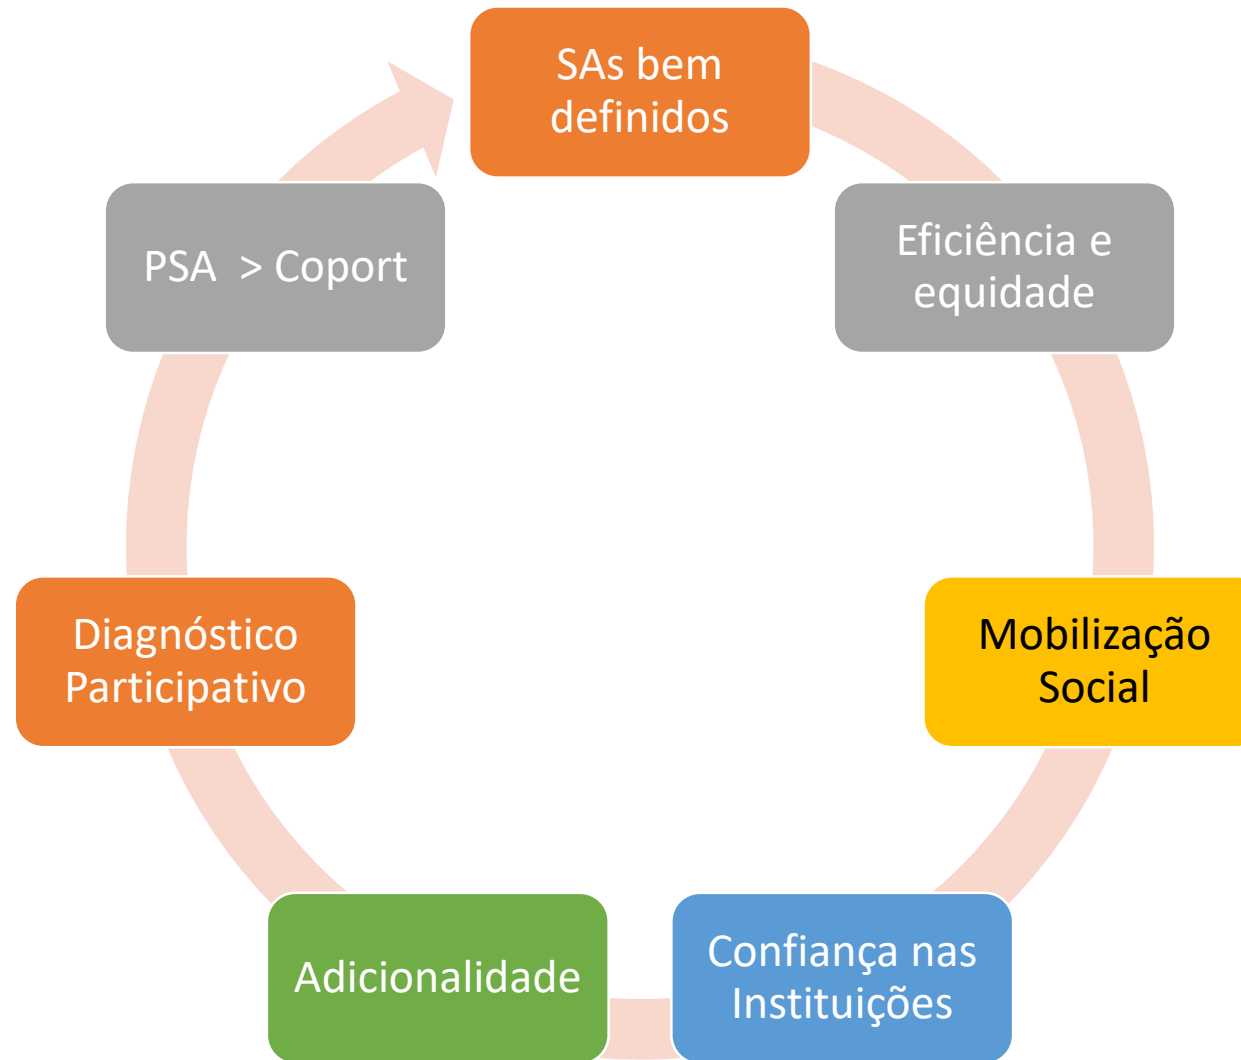 SAs bem
definidos
Eficiência e
equidade
Mobilização
Social
Confiança nas
Instituições
Adicionalidade
Diagnóstico
Participativo
PSA > Coport